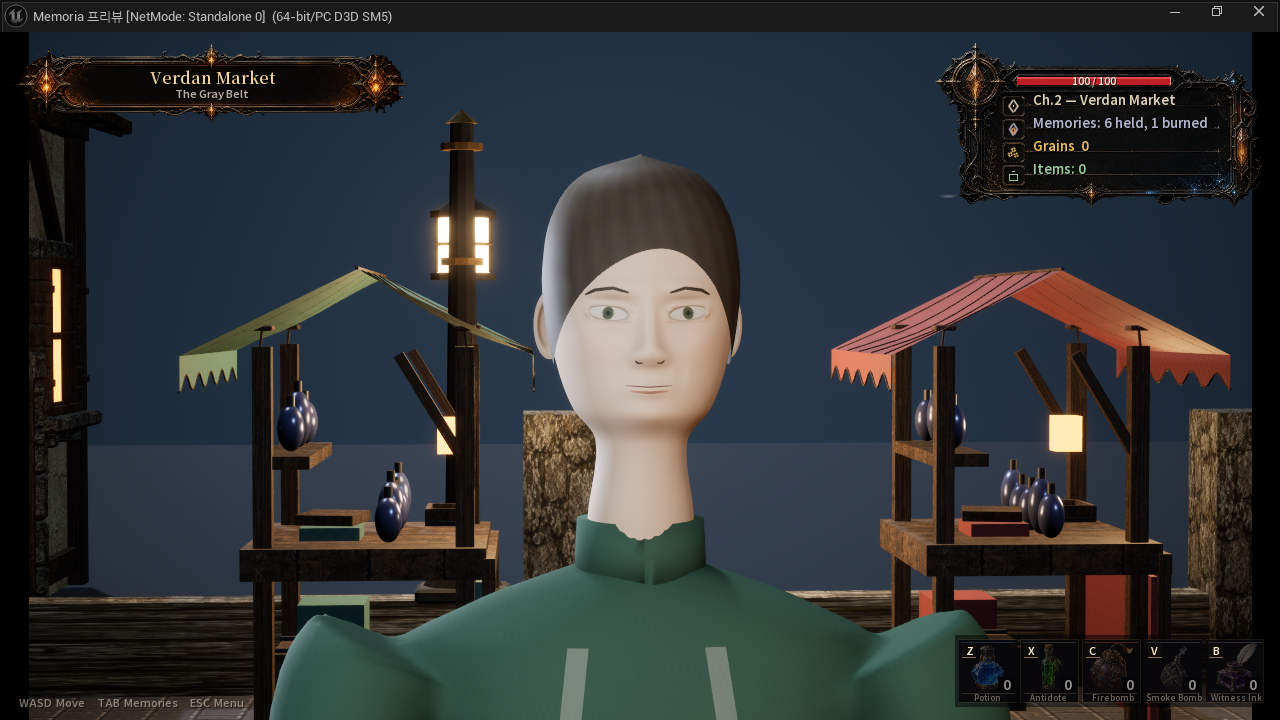 Memoria 프리뷰 [NetMode: Standalone 0] (64-bit/PC D3D SM5)
Verdan Market
The Gray Belt
100 / 100
Ch.2 — Verdan Market
Memories: 6 held, 1 burned
Grains 0
Items: 0
Z
0
Potion
X
0
Antidote
C
0
Firebomb
V
0
Smoke Bomb
B
0
Witness Ink
WASD Move TAB Memories ESC Menu